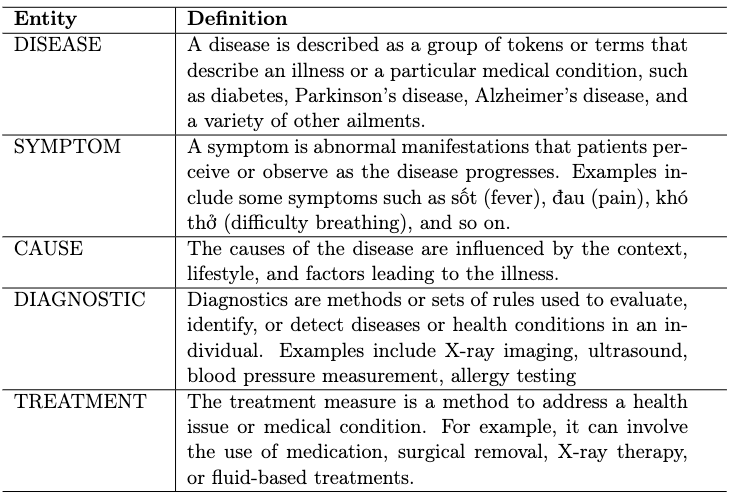 Entity Definition
DISEASE A disease is described as a group of tokens or terms that
describe an illness or a particular medical condition, such
as diabetes, Parkinson's disease, Alzheimer's disease, and
a variety of other ailments.
SYMPTOM A symptom is abnormal manifestations that patients per-
ceive or observe as the disease progresses. Examples in-
clude some symptoms such as sốt (fever), đau (pain), khó
thở (difficulty breathing), and so on.
CAUSE The causes of the disease are influenced by the context,
lifestyle, and factors leading to the illness.
DIAGNOSTIC Diagnostics are methods or sets of rules used to evaluate,
identify, or detect diseases or health conditions in an in-
dividual. Examples include X-ray imaging, ultrasound,
blood pressure measurement, allergy testing
TREATMENT The treatment measure is a method to address a health
issue or medical condition. For example, it can involve
the use of medication, surgical removal, X-ray therapy,
or fluid-based treatments.